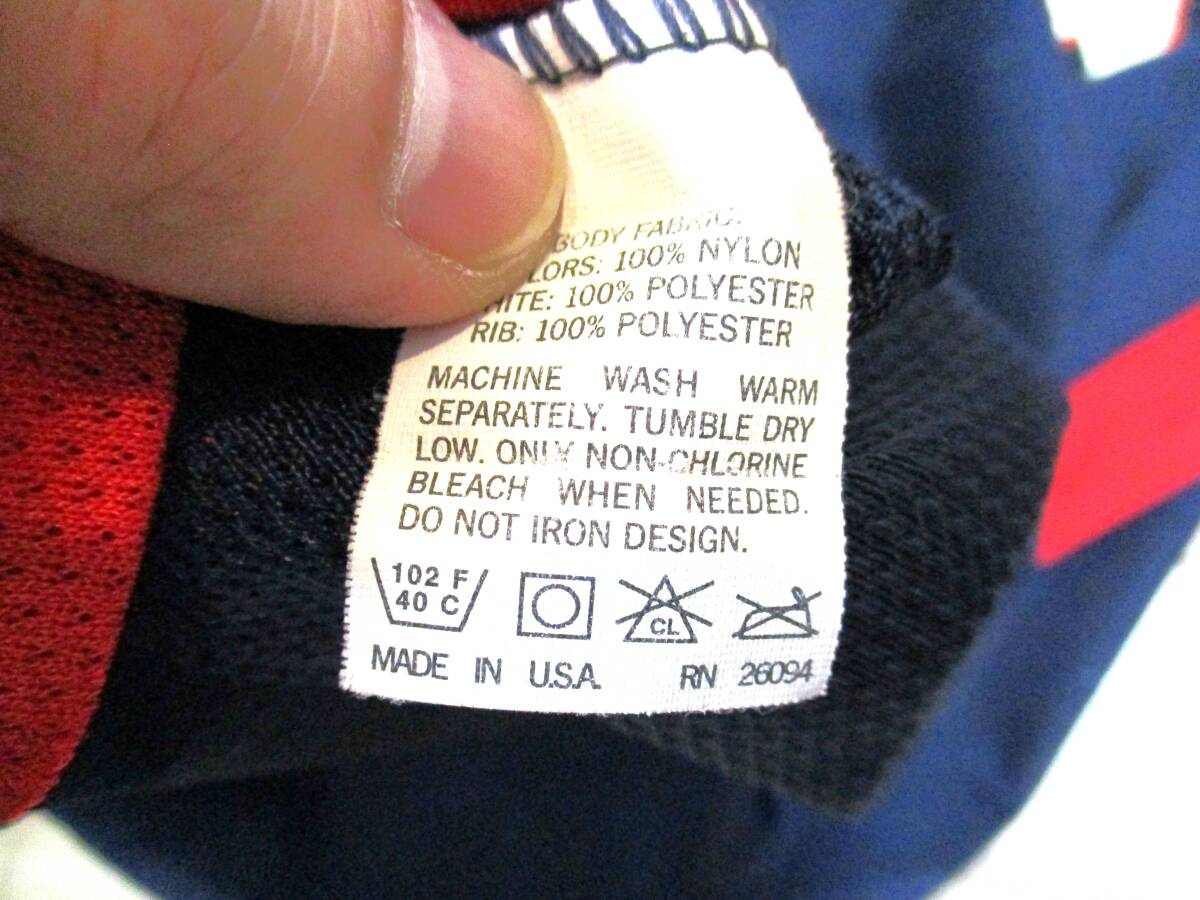 BODY FABRIC:
LORS: 100% NYLON
HITE: 100% POLYESTER
RIB: 100% POLYESTER
MACHINE WASH WARM
SEPARATELY. TUMBLE DRY
LOW. ONLY NON-CHLORINE
BLEACH WHEN NEEDED.
DO NOT IRON DESIGN.
102 F
40 C
CL
MADE IN U.S.A. RN 26094